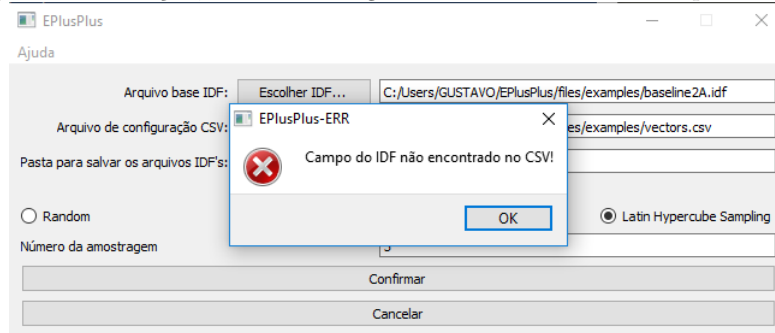 EPlusPlus
Ajuda
Arquivo base IDF: Escolher IDF... C:/Users/GUSTAVO/EPlusPlus/files/examples/baseline2A.idf
EPlusPlus-ERR
Arquivo de configuração CSV: es/examples/vectors.csv
Campo do IDF não encontrado no CSV!
Pasta para salvar os arquivos IDF's:
OK
Random Latin Hypercube Sampling
Número da amostragem
Confirmar
Cancelar